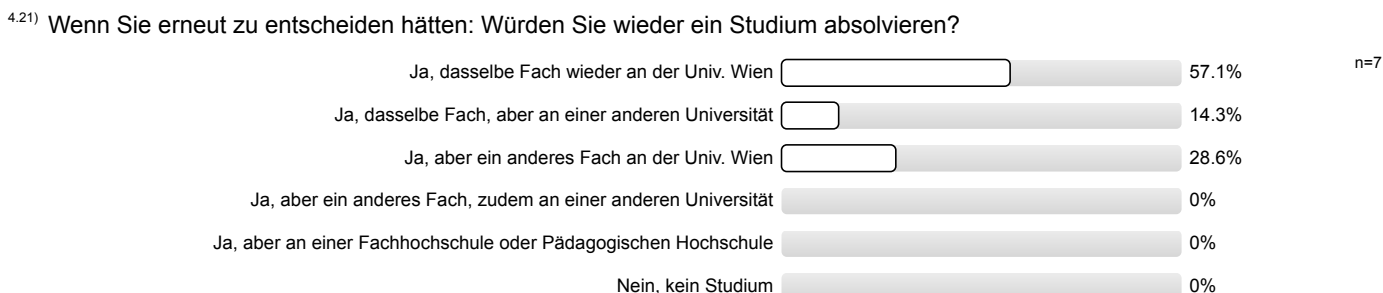 4.21) Wenn Sie erneut zu entscheiden hätten: Würden Sie wieder ein Studium absolvieren?
Ja, dasselbe Fach wieder an der Univ. Wien 57.1% n=7
Ja, dasselbe Fach, aber an einer anderen Universität 14.3%
Ja, aber ein anderes Fach an der Univ. Wien 28.6%
Ja, aber ein anderes Fach, zudem an einer anderen Universität 0%
Ja, aber an einer Fachhochschule oder Pädagogischen Hochschule 0%
Nein, kein Studium 0%